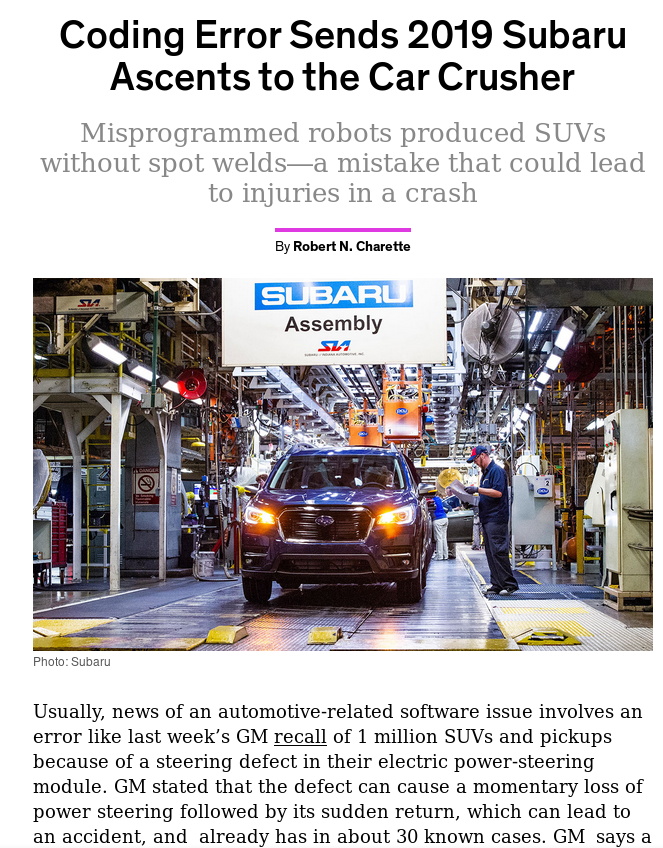 Coding Error Sends 2019 Subaru
Ascents to the Car Crusher
Misprogrammed robots produced SUVs
without spot welds—a mistake that could lead
to injuries in a crash
By Robert N. Charette
SUBARU
Assembly
SIA
SUBARU OF INDIANA AUTOMOTIVE, INC.
SIA
DANGER
Photo: Subaru
Usually, news of an automotive-related software issue involves an
error like last week’s GM recall of 1 million SUVs and pickups
because of a steering defect in their electric power-steering
module. GM stated that the defect can cause a momentary loss of
power steering followed by its sudden return, which can lead to
an accident, and  already has in about 30 known cases. GM  says a